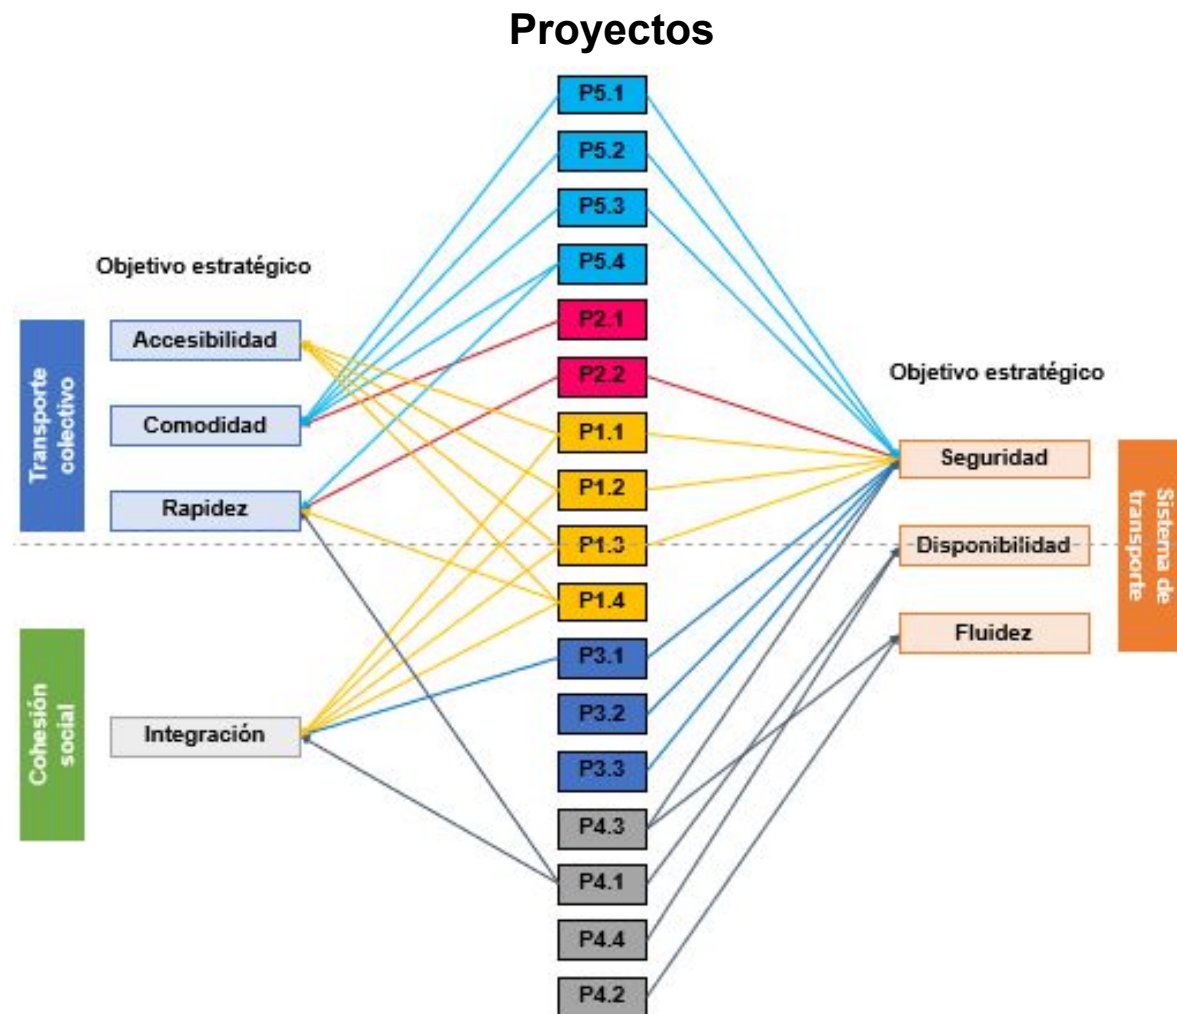 Proyectos
P5.1
P5.2
P5.3
P5.4
P2.1
P2.2
P1.1
P1.2
P1.3
P1.4
P3.1
P3.2
P3.3
P4.3
P4.1
P4.4
P4.2
Objetivo estratégico
Transporte
colectivo
Accesibilidad
Comodidad
Rapidez
Cohesión
social
Integración
Objetivo estratégico
Seguridad
Disponibilidad
Fluidez
Sistema de
transporte